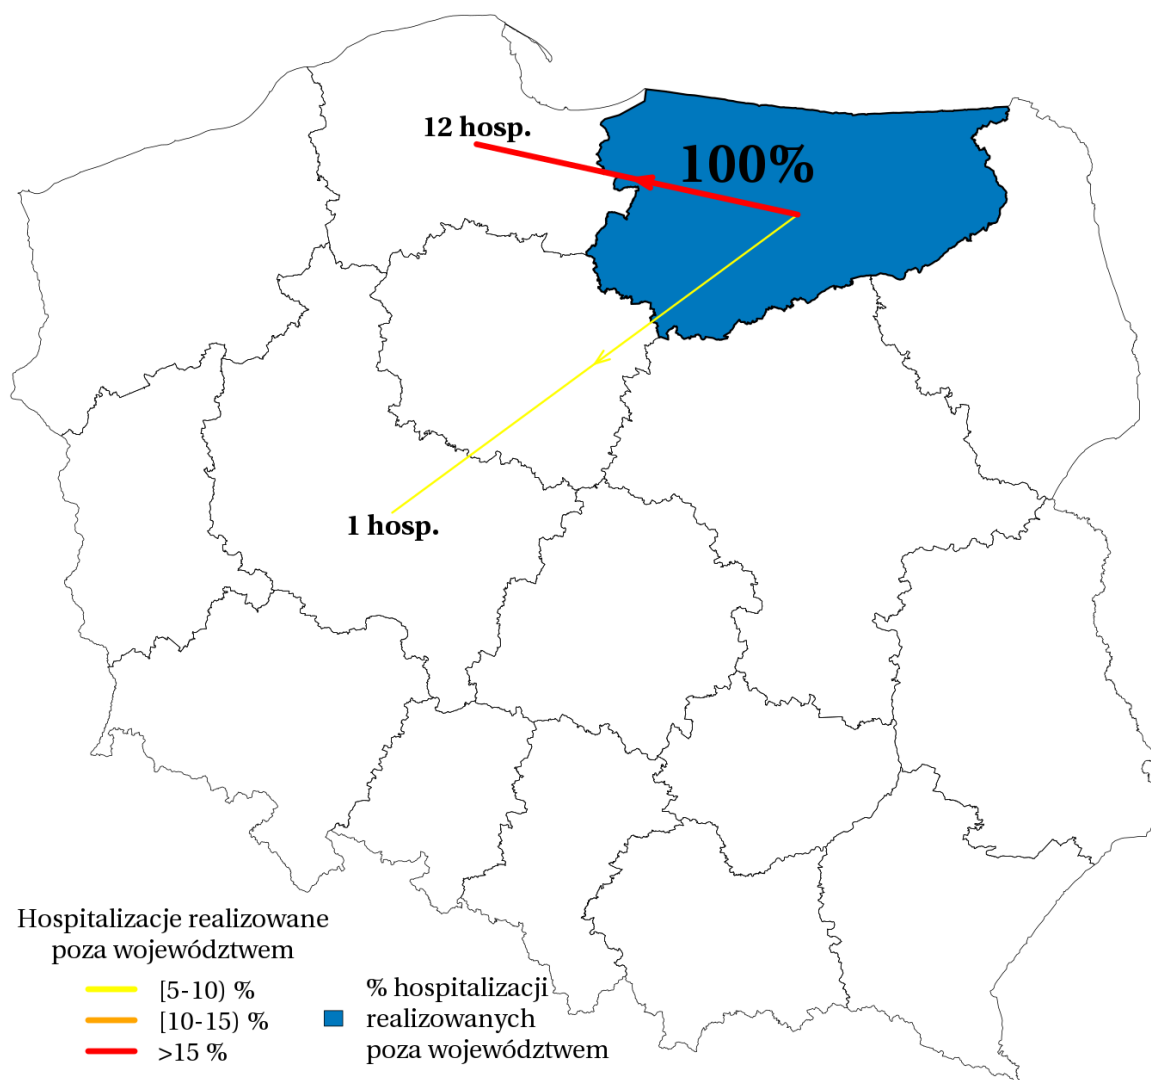 12 hosp.
100%
1 hosp.
Hospitalizacje realizowane
poza województwem
[5-10) %
[10-15) %
>15 %
% hospitalizacji
realizowanych
poza województwem